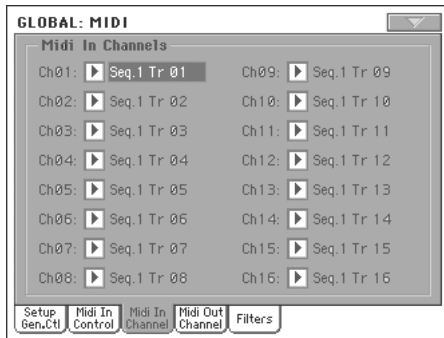 GLOBAL: MIDI
Midi In Channels
Ch01: Seq.1 Tr 01
Ch02: Seq.1 Tr 02
Ch03: Seq.1 Tr 03
Ch04: Seq.1 Tr 04
Ch05: Seq.1 Tr 05
Ch06: Seq.1 Tr 06
Ch07: Seq.1 Tr 07
Ch08: Seq.1 Tr 08
Ch09: Seq.1 Tr 09
Ch10: Seq.1 Tr 10
Ch11: Seq.1 Tr 11
Ch12: Seq.1 Tr 12
Ch13: Seq.1 Tr 13
Ch14: Seq.1 Tr 14
Ch15: Seq.1 Tr 15
Ch16: Seq.1 Tr 16
Setup
Gen.Ctl
Midi In
Control
Midi In
Channel
Midi Out
Channel
Filters